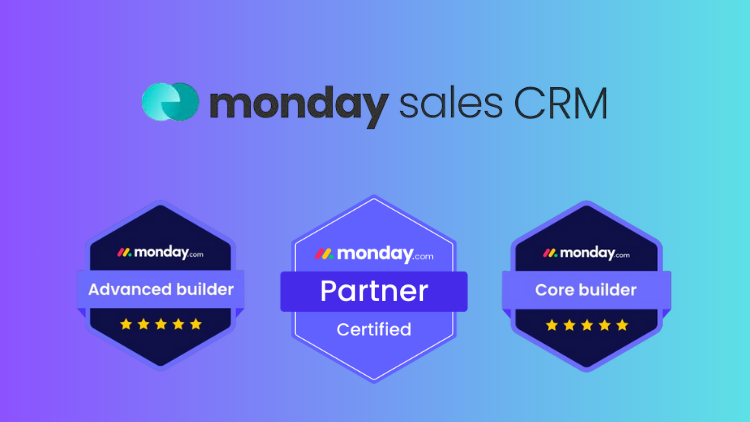 monday sales CRM
monday.com
Advanced builder
monday.com
Partner
Certified
monday.com
Core builder